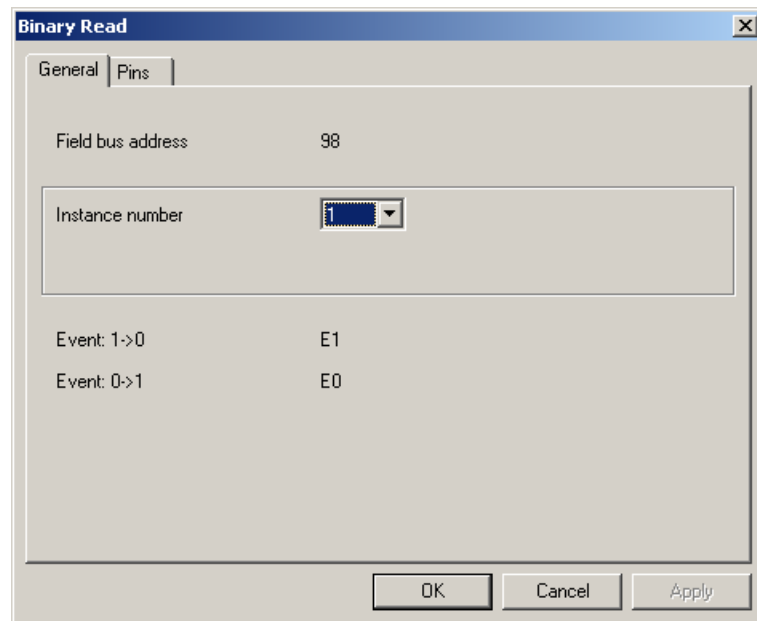 Binary Read
General Pins
Field bus address 98
Instance number 1
Event: 1->0 E1
Event: 0->1 E0
OK Cancel Apply